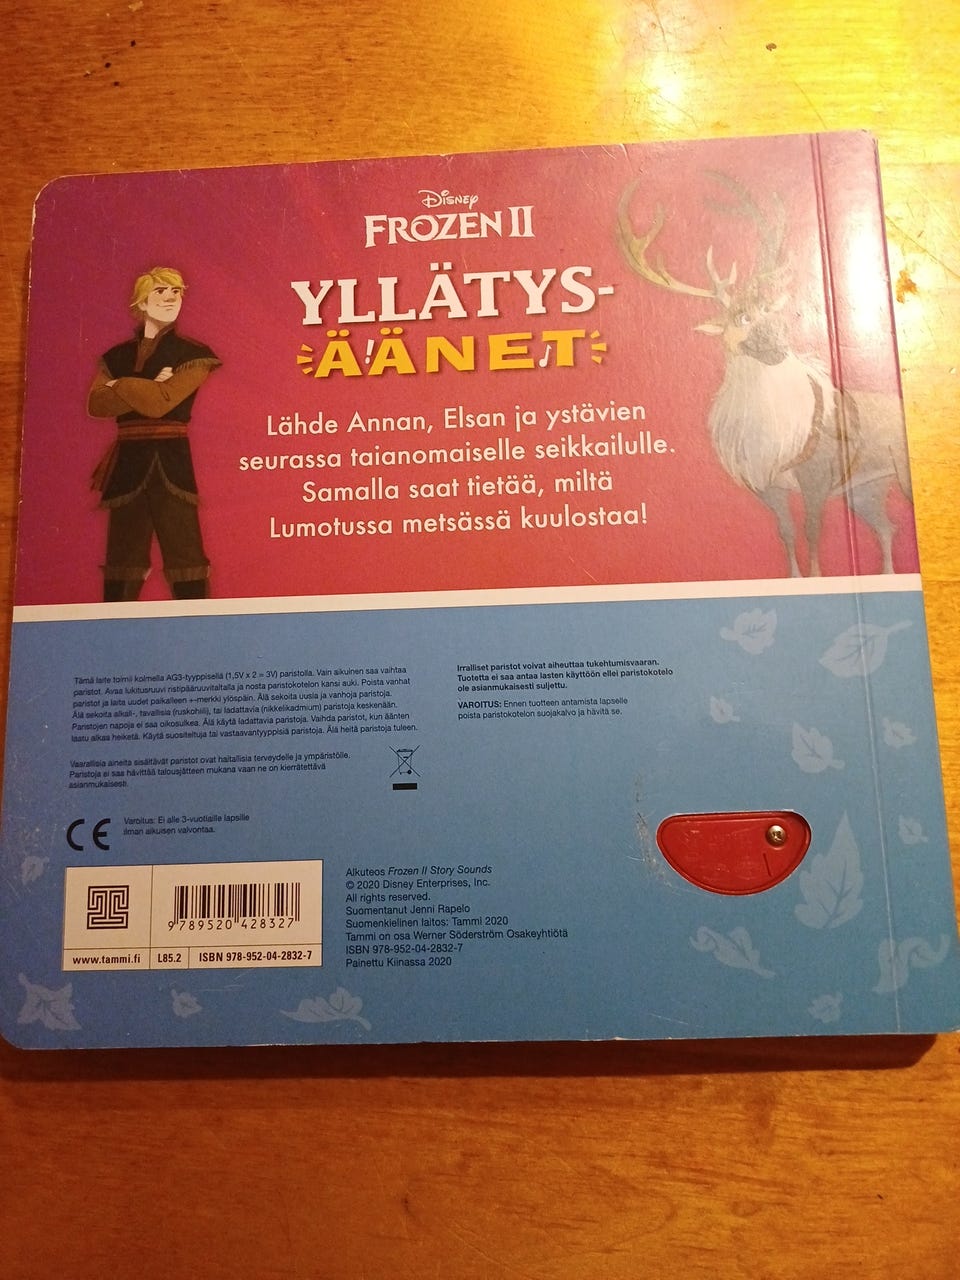 Disney
FROZEN II
YLLÄTYS-
ÄÄNET
Lähde Annan, Elsan ja ystävien
seurassa taianomaiselle seikkailulle.
Samalla saat tietää, miltä
Lumotussa metsässä kuulostaa!
Tämä laite toimii kolmella AG3-tyyppisellä (1,5V x 2 = 3V) paristolla. Vain aikuinen saa vaihtaa
paristot. Avaa lukitusruuvi ristipääruuvitaltalla ja nosta paristokotelon kansi auki. Poista vanhat
paristot ja laita uudet paikalleen +-merkki ylöspäin. Älä sekoita uusia ja vanhoja paristoja.
Älä sekoita alkali-, tavallisia (ruskohiili), tai ladattavia (nikkelikadmium) paristoja keskenään.
Paristojen napoja ei saa oikosulkea. Älä käytä ladattavia paristoja. Vaihda paristot, kun äänten
laatu alkaa heiketä. Käytä suositeltuja tai vastaavantyyppisiä paristoja. Älä heitä paristoja tuleen.
Vaarallisia aineita sisältävät paristot ovat haitallisia terveydelle ja ympäristölle.
Paristoja ei saa hävittää talousjätteen mukana vaan ne on kierrätettävä
asianmukaisesti.
CE
Varoitus: Ei alle 3-vuotiaille lapsille
ilman aikuisen valvontaa.
Irralliset paristot voivat aiheuttaa tukehtumisvaaran.
Tuotetta ei saa antaa lasten käyttöön ellei paristokotelo
ole asianmukaisesti suljettu.
VAROITUS: Ennen tuotteen antamista lapselle
poista paristokotelon suojakalvo ja hävitä se.
9 789520 428327
www.tammi.fi
L85.2
ISBN 978-952-04-2832-7
Alkuteos Frozen II Story Sounds
© 2020 Disney Enterprises, Inc.
All rights reserved.
Suomentanut Jenni Rapelo
Suomenkielinen laitos: Tammi 2020
Tammi on osa Werner Söderström Osakeyhtiötä
ISBN 978-952-04-2832-7
Painettu Kiinassa 2020